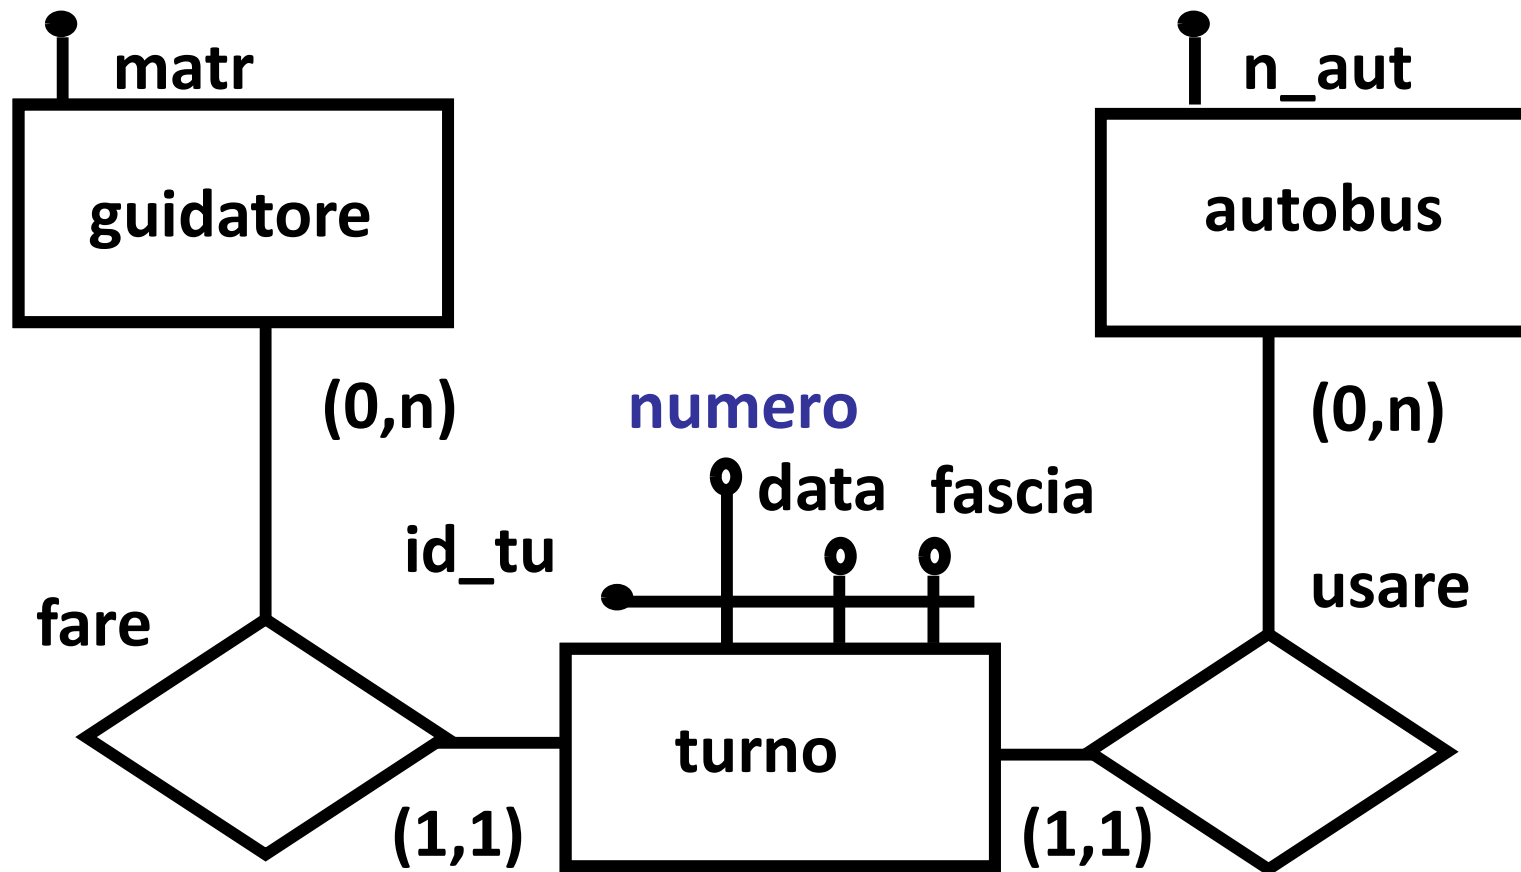 matr
n_aut
guidatore
autobus
(0,n)
numero
(0,n)
data
fascia
id_tu
usare
fare
turno
(1,1)
(1,1)